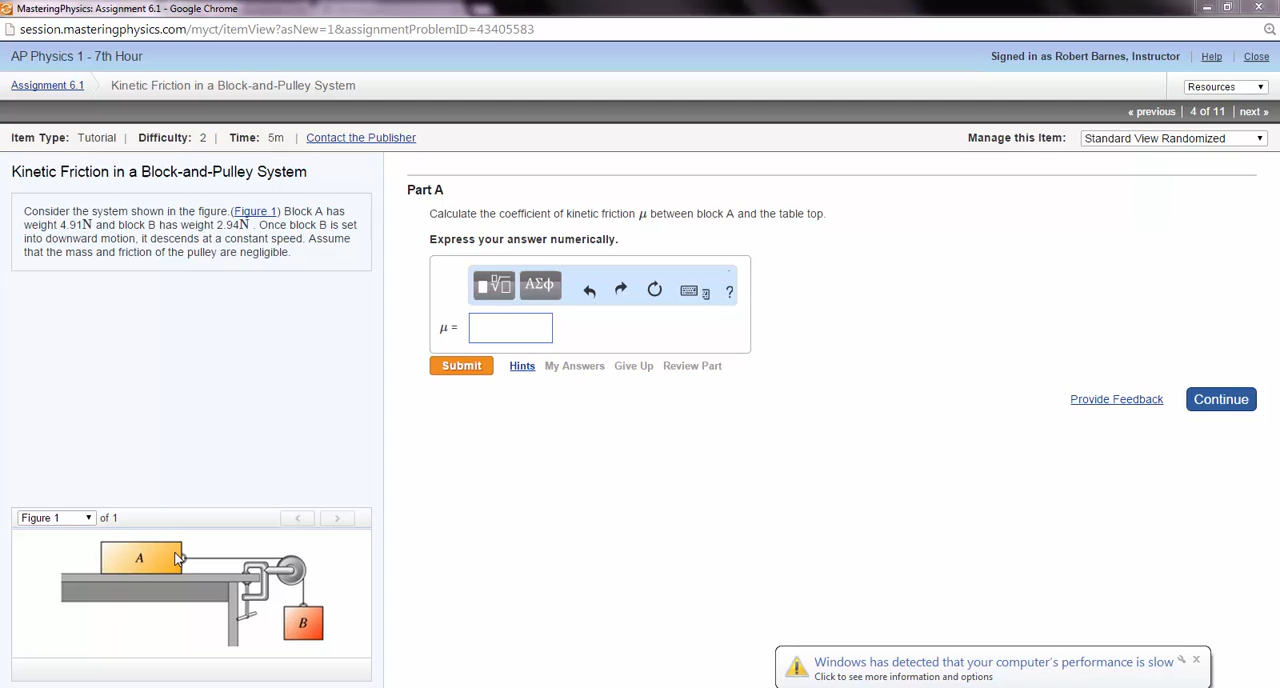 MasteringPhysics: Assignment 6.1 - Google Chrome
session.masteringphysics.com/myct/itemView?asNew=1&assignmentProblemID=43405583
AP Physics 1 - 7th Hour
Signed in as Robert Barnes, Instructor | Help | Close
Assignment 6.1 Kinetic Friction in a Block-and-Pulley System
Resources
« previous | 4 of 11 | next »
Item Type: Tutorial | Difficulty: 2 | Time: 5m | Contact the Publisher
Manage this Item: Standard View Randomized
Kinetic Friction in a Block-and-Pulley System
Consider the system shown in the figure.(Figure 1) Block A has
weight 4.91N and block B has weight 2.94N . Once block B is set
into downward motion, it descends at a constant speed. Assume
that the mass and friction of the pulley are negligible.
Figure 1 of 1
A
B
Part A
Calculate the coefficient of kinetic friction μ between block A and the table top.
Express your answer numerically.
ΑΣϕ
?
μ =
Submit Hints My Answers Give Up Review Part
Provide Feedback Continue
Windows has detected that your computer's performance is slow
Click to see more information and options